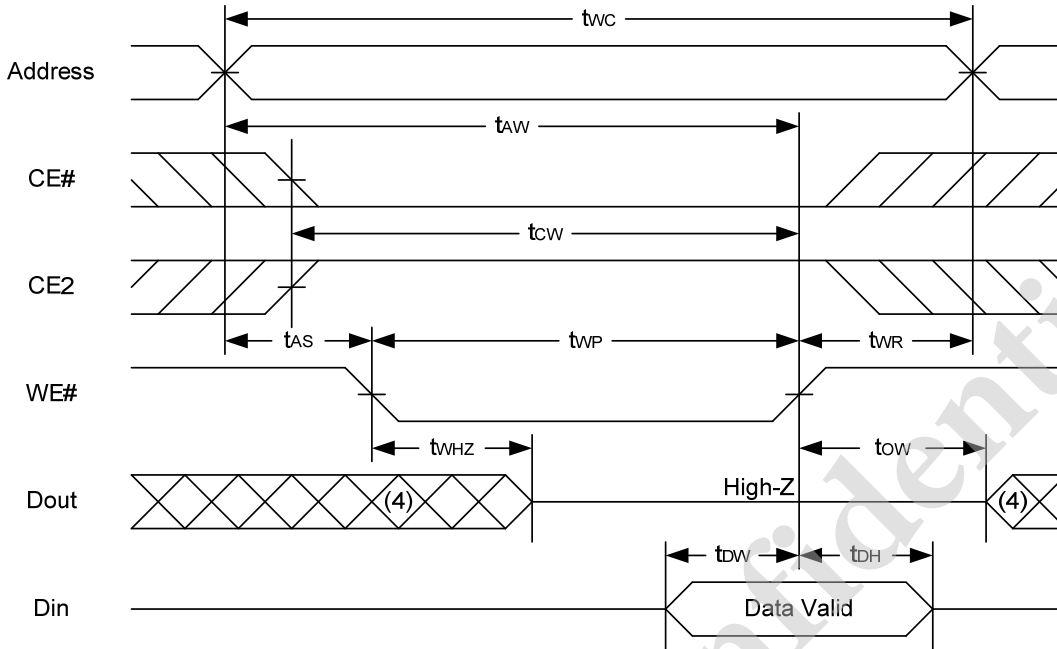 tWC
Address
tAW
CE#
tCW
CE2
tAS tWP tWR
WE#
tWHZ tOW
High-Z
Dout (4) (4)
tDW tDH
Din Data Valid